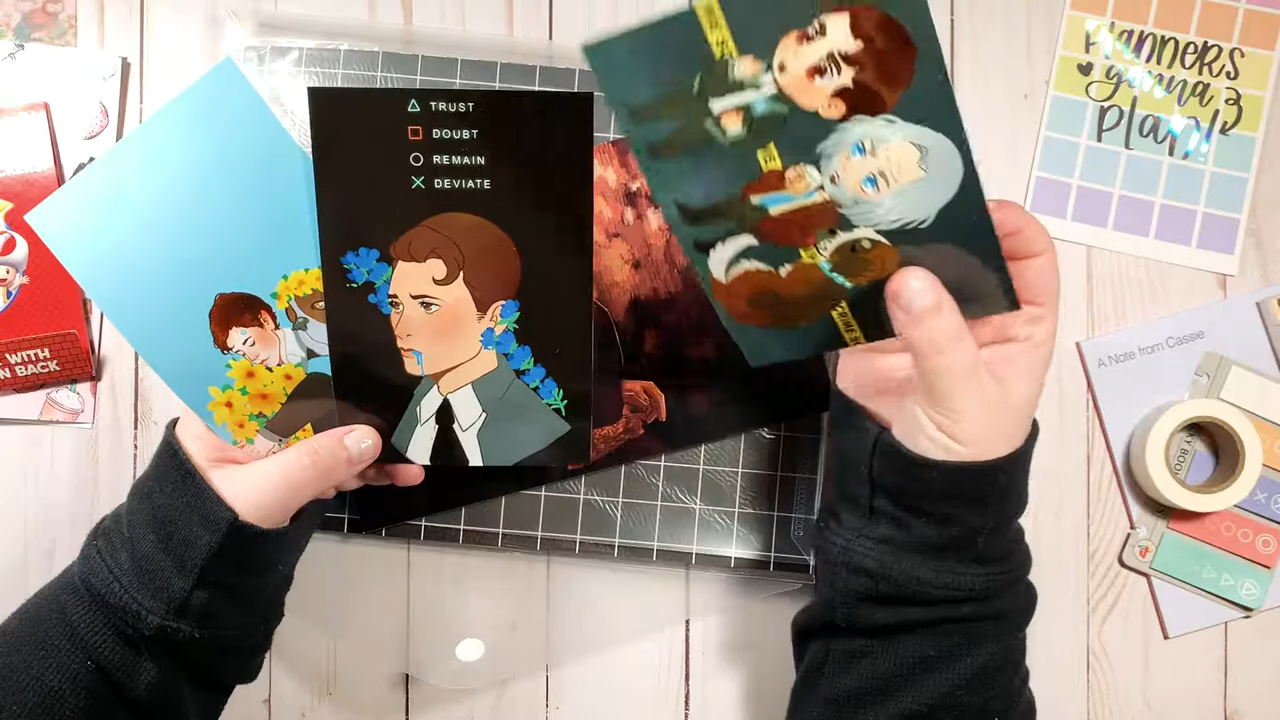 TRUST
DOUBT
REMAIN
DEVIATE
Planners
gonna
plan!
A Note from Cassie
WITH
BACK